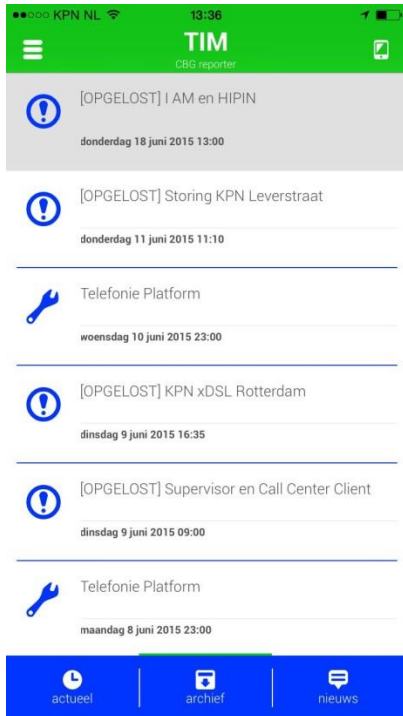 KPN NL 13:36
TIM
CBG reporter
[OPGELOST] I AM en HIPIN
donderdag 18 juni 2015 13:00
[OPGELOST] Storing KPN Leverstraat
donderdag 11 juni 2015 11:10
Telefonie Platform
woensdag 10 juni 2015 23:00
[OPGELOST] KPN xDSL Rotterdam
dinsdag 9 juni 2015 16:35
[OPGELOST] Supervisor en Call Center Client
dinsdag 9 juni 2015 09:00
Telefonie Platform
maandag 8 juni 2015 23:00
actueel archief nieuws